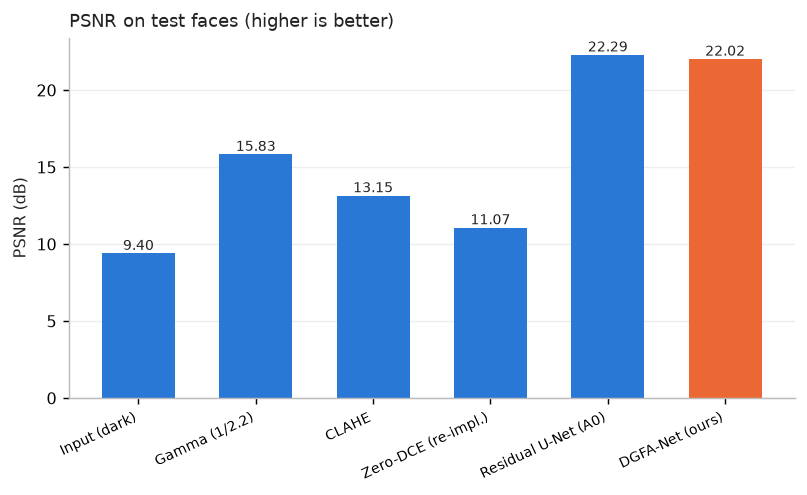 PSNR on test faces (higher is better)
PSNR (dB)
20
15
10
5
0
9.40
15.83
13.15
11.07
22.29
22.02
Input (dark)
Gamma (1/2.2)
CLAHE
Zero-DCE (re-impl.)
Residual U-Net (A0)
DGFA-Net (ours)